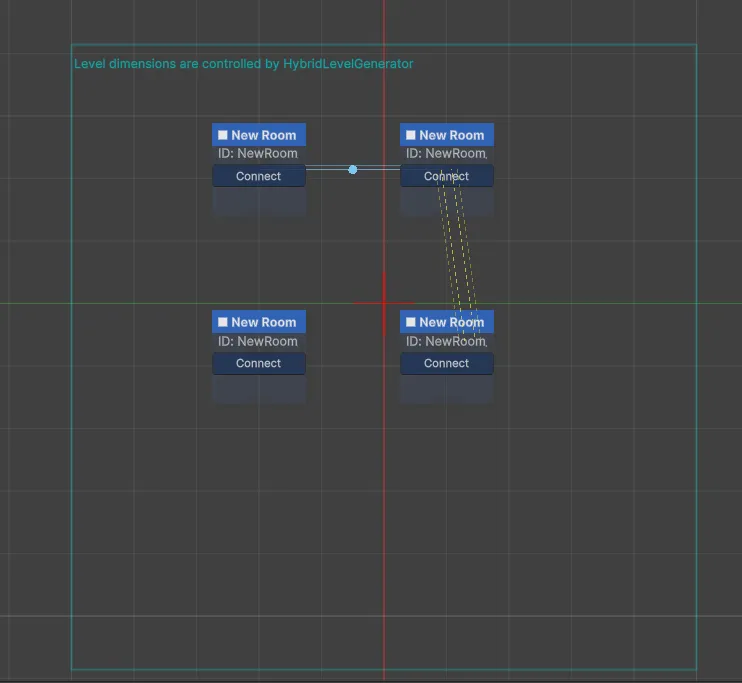 Level dimensions are controlled by HybridLevelGenerator
New Room
New Room
ID: NewRoom
ID: NewRoom,
Connect
Connect
New Room
New Room
ID: NewRoom
ID: NewRoom,
Connect
Connect